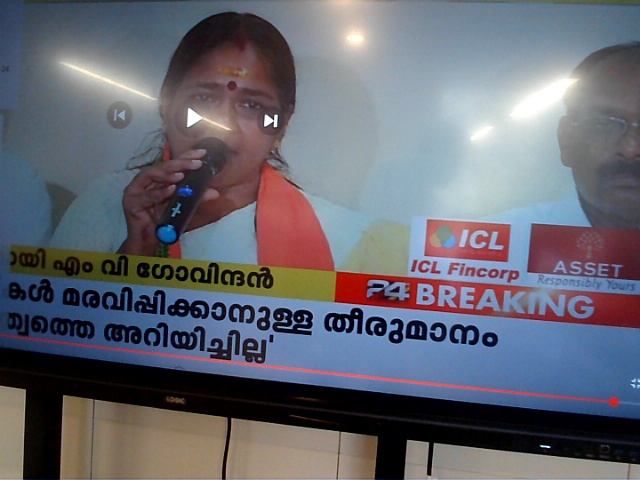 ICL
ICL Fincorp
ASSET
Responsibly Yours
ായി എം വി ഗോവിന്ദൻ
24 BREAKING
കൾ മരവിപ്പിക്കാനുള്ള തീരുമാനം
ത്വത്തെ അറിയിച്ചില്ല'
LOGIC